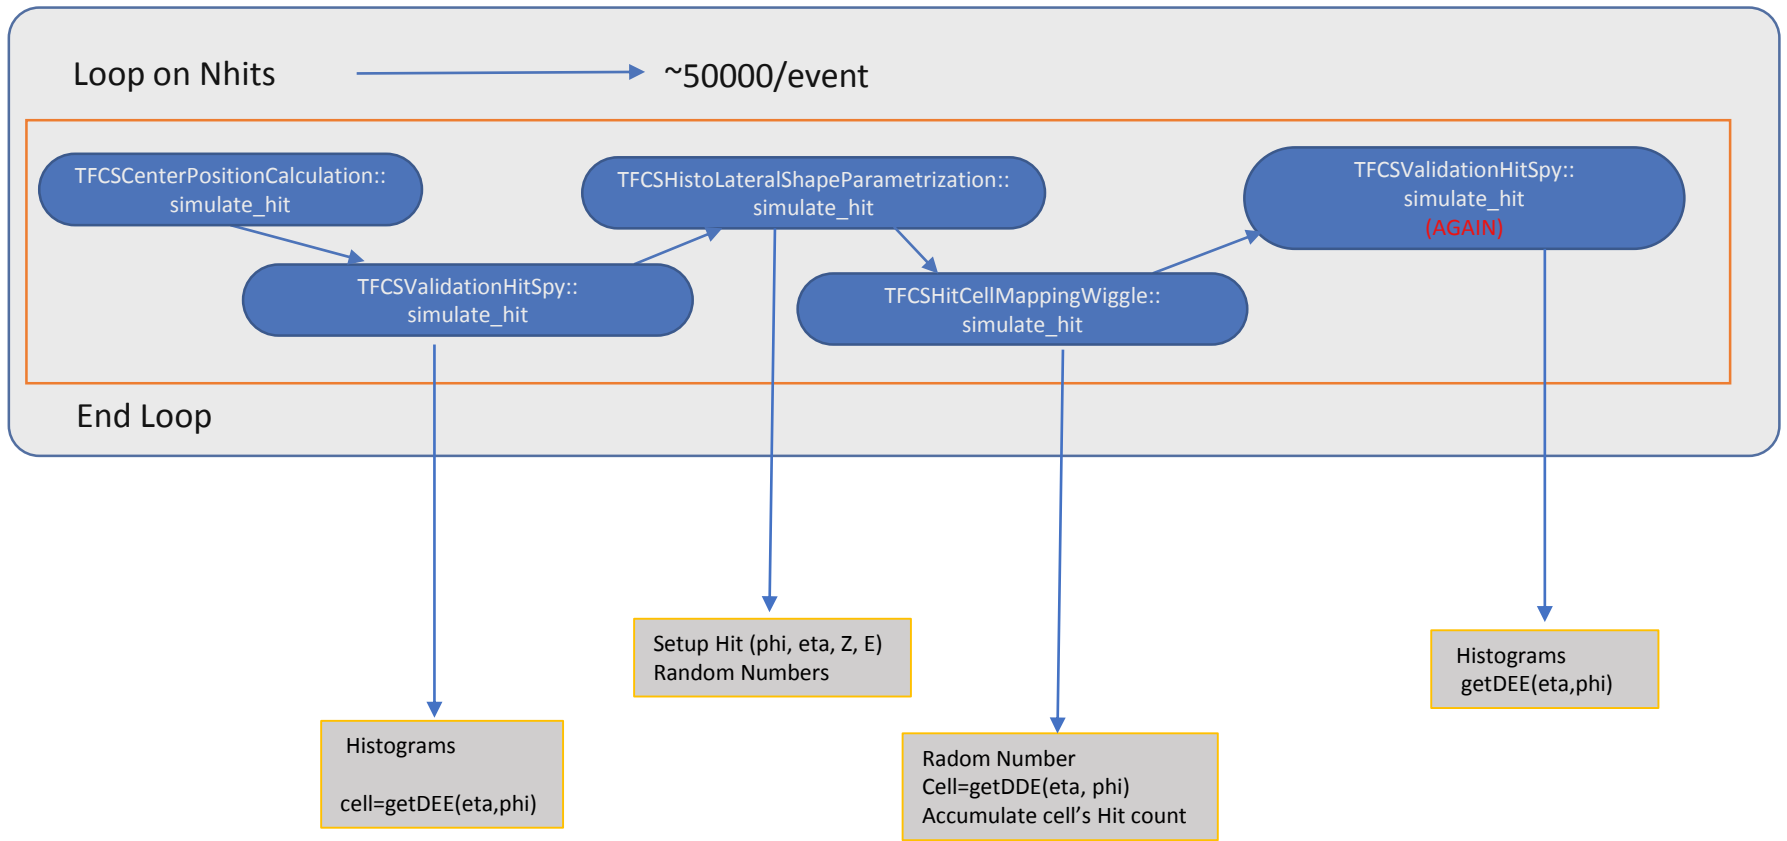 Loop on Nhits
~50000/event
TFCSCenterPositionCalculation::
simulate_hit
TFCSValidationHitSpy::
simulate_hit
TFCSHistoLateralShapeParametrization::
simulate_hit
TFCSHitCellMappingWiggle::
simulate_hit
TFCSValidationHitSpy::
simulate_hit
(AGAIN)
End Loop
Histograms
cell=getDEE(eta,phi)
Setup Hit (phi, eta, Z, E)
Random Numbers
Radom Number
Cell=getDDE(eta, phi)
Accumulate cell’s Hit count
Histograms
getDEE(eta,phi)